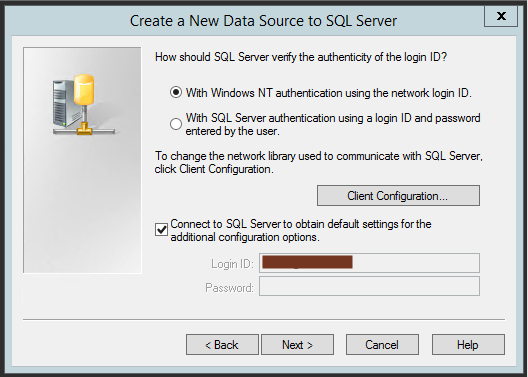 Create a New Data Source to SQL Server
x
How should SQL Server verify the authenticity of the login ID?
With Windows NT authentication using the network login ID.
With SQL Server authentication using a login ID and password
entered by the user.
To change the network library used to communicate with SQL Server,
click Client Configuration.
Client Configuration...
Connect to SQL Server to obtain default settings for the
additional configuration options.
Login ID:
Password:
< Back
Next >
Cancel
Help